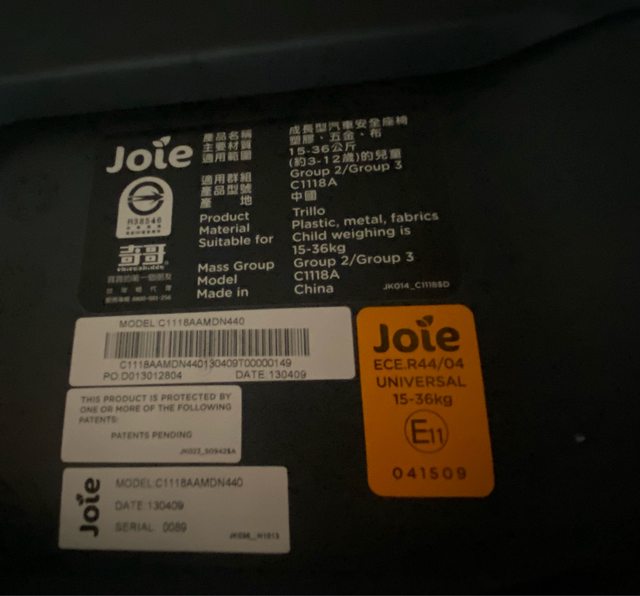 Joie
產品名稱 成長型汽車安全座椅
主要材質 塑膠、五金、布
適用範圍 15-36公斤
(約3-12歲)的兒童
適用群組 Group 2/Group 3
產品型號 C1118A
產 地 中國
R38546
奇哥
Product Trillo
Material Plastic, metal, fabrics
Suitable for Child weighing is
15-36kg
Mass Group Group 2/Group 3
Model C1118A
Made in China
MODEL:C1118AAMDN440
C1118AAMDN440130409T00000149
PO:D013012804 DATE:130409
THIS PRODUCT IS PROTECTED BY
ONE OR MORE OF THE FOLLOWING
PATENTS:
PATENTS PENDING
Joie
MODEL:C1118AAMDN440
DATE:130409
SERIAL: 0089
Joie
ECE.R44/04
UNIVERSAL
15-36kg
E11
041509